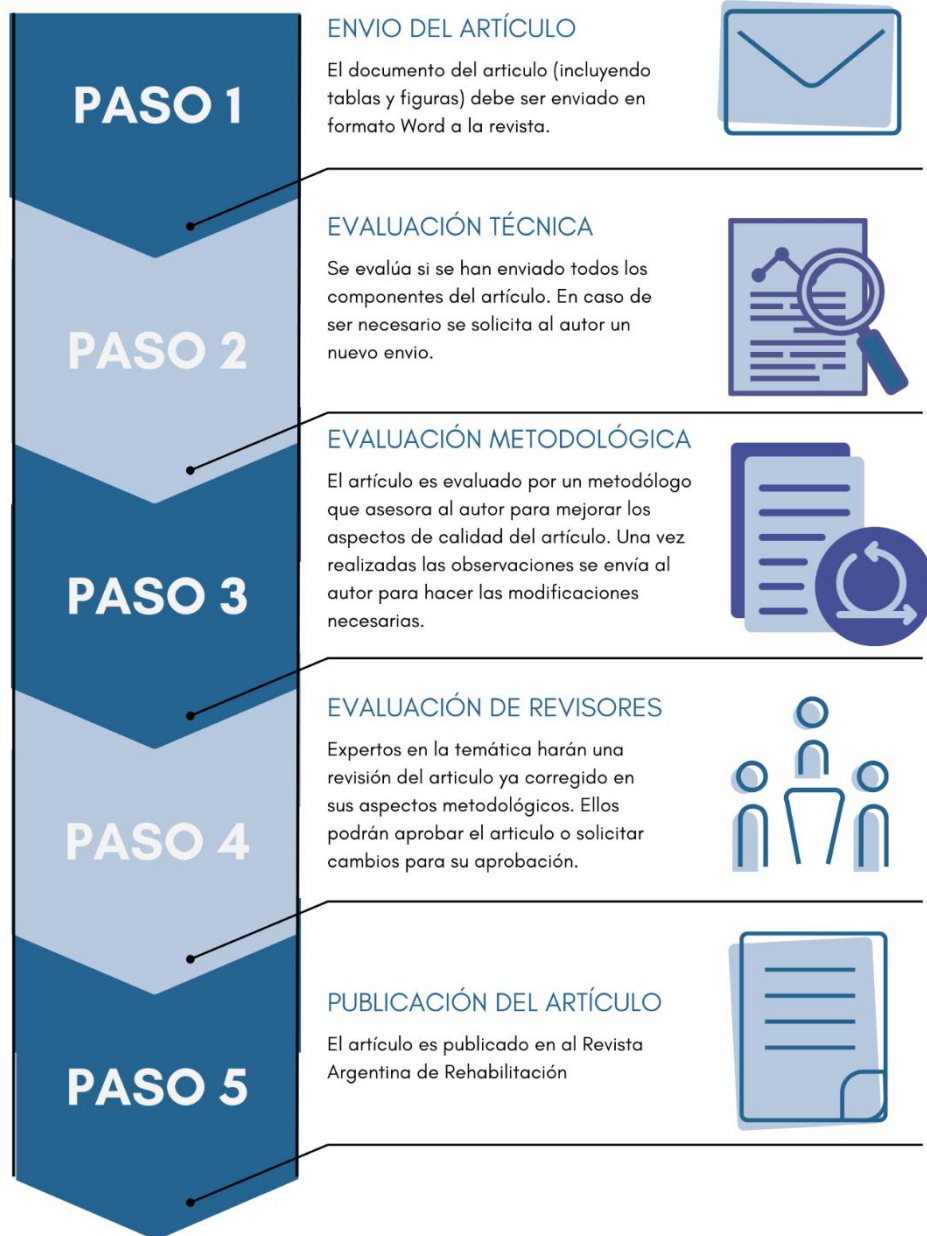 PASO 1
ENVIO DEL ARTÍCULO
El documento del articulo (incluyendo
tablas y figuras) debe ser enviado en
formato Word a la revista.
PASO 2
EVALUACIÓN TÉCNICA
Se evalúa si se han enviado todos los
componentes del artículo. En caso de
ser necesario se solicita al autor un
nuevo envio.
PASO 3
EVALUACIÓN METODOLÓGICA
El artículo es evaluado por un metodólogo
que asesora al autor para mejorar los
aspectos de calidad del artículo. Una vez
realizadas las observaciones se envía al
autor para hacer las modificaciones
necesarias.
PASO 4
EVALUACIÓN DE REVISORES
Expertos en la temática harán una
revisión del articulo ya corregido en
sus aspectos metodológicos. Ellos
podrán aprobar el articulo o solicitar
cambios para su aprobación.
PASO 5
PUBLICACIÓN DEL ARTÍCULO
El artículo es publicado en al Revista
Argentina de Rehabilitación